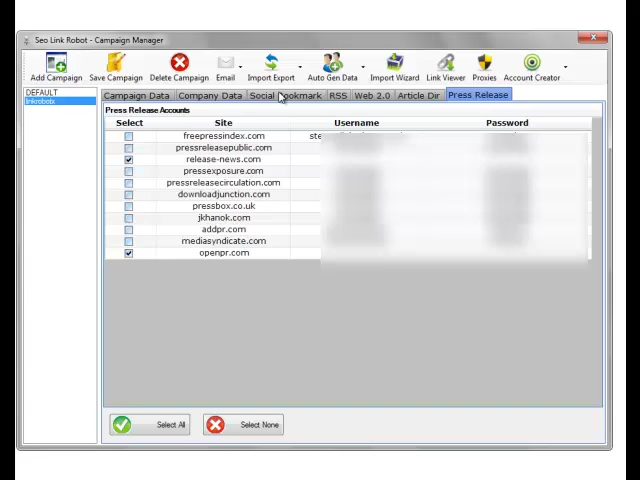 Seo Link Robot - Campaign Manager
Add Campaign Save Campaign Delete Campaign Email Import Export Auto Gen Data Import Wizard Link Viewer Proxies Account Creator
DEFAULT
linkrobotx
Campaign Data Company Data Social Bookmark RSS Web 2.0 Article Dir Press Release
Press Release Accounts
Select Site Username Password
freepressindex.com ste
pressreleasepublic.com
release-news.com
pressexposure.com
pressreleasecirculation.com
downloadjunction.com
pressbox.co.uk
jkhanok.com
addpr.com
mediasyndicate.com
openpr.com
Select All Select None